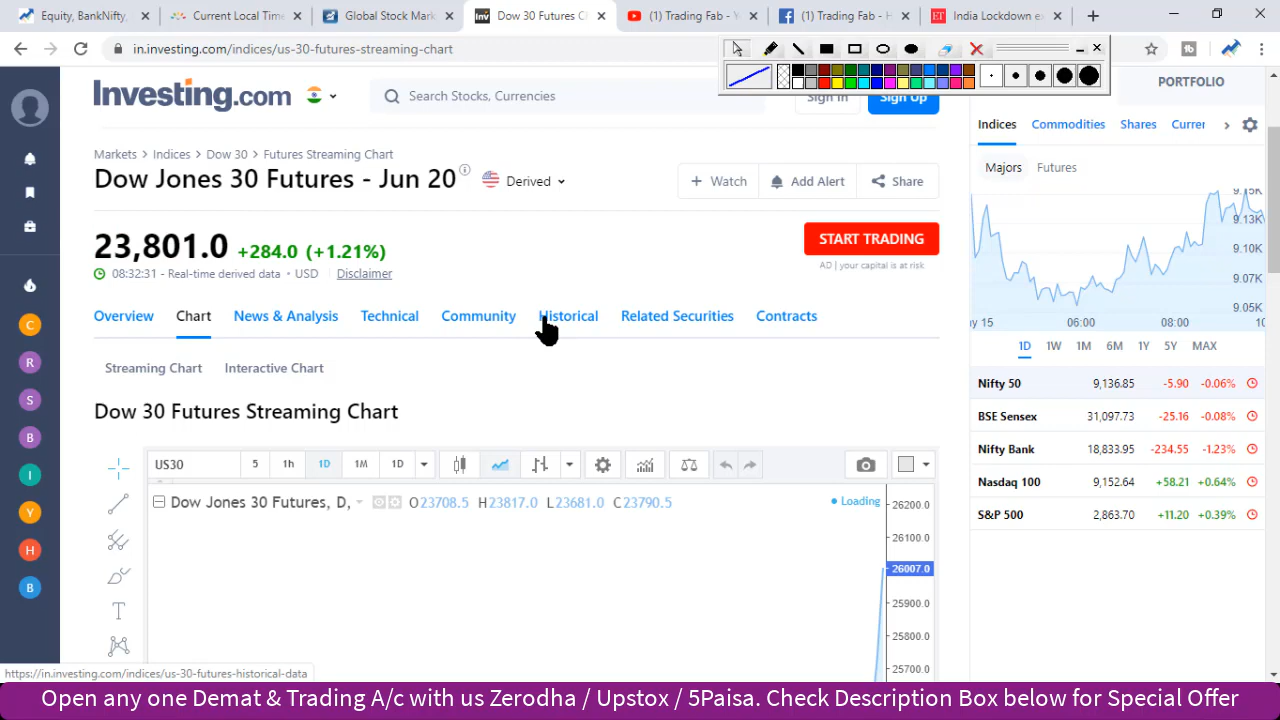 Equity, BankNifty,
Current Local Time
Global Stock Mark
Inv Dow 30 Futures C
(1) Trading Fab - Y
(1) Trading Fab - H
ET India Lockdown e
in.investing.com/indices/us-30-futures-streaming-chart
Investing.com
Search Stocks, Currencies
Sign In
Sign Up
PORTFOLIO
Indices Commodities Shares Currer
Majors Futures
Markets > Indices > Dow 30 > Futures Streaming Chart
Dow Jones 30 Futures - Jun 20
Derived
+ Watch
Add Alert
Share
23,801.0 +284.0 (+1.21%)
START TRADING
AD | your capital is at risk
08:32:31 - Real-time derived data • USD Disclaimer
Overview Chart News & Analysis Technical Community Historical Related Securities Contracts
Streaming Chart Interactive Chart
Dow 30 Futures Streaming Chart
US30 5 1h 1D 1M 1D
Dow Jones 30 Futures, D, O23708.5 H23817.0 L23681.0 C23790.5
Loading
26200.0
26100.0
26007.0
25900.0
25800.0
25700.0
9.15K
9.13K
9.10K
9.07K
9.05K
ay 15 06:00 08:00 10
1D 1W 1M 6M 1Y 5Y MAX
Nifty 50 9,136.85 -5.90 -0.06%
BSE Sensex 31,097.73 -25.16 -0.08%
Nifty Bank 18,833.95 -234.55 -1.23%
Nasdaq 100 9,152.64 +58.21 +0.64%
S&P 500 2,863.70 +11.20 +0.39%
C
R
S
B
I
Y
H
B
T
https://in.investing.com/indices/us-30-futures-historical-data
Open any one Demat & Trading A/c with us Zerodha / Upstox / 5Paisa. Check Description Box below for Special Offer